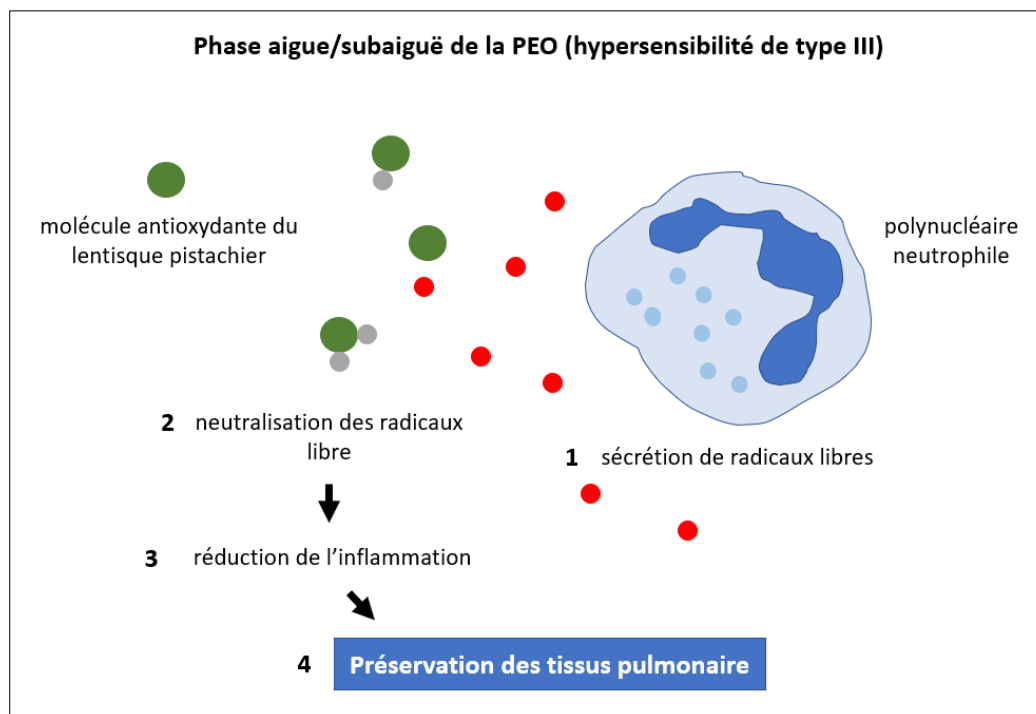 Phase aigue/subaiguë de la PEO (hypersensibilité de type III)
molécule antioxydante du
lentisque pistachier
polynucléaire
neutrophile
2 neutralisation des radicaux
libre
1 sécrétion de radicaux libres
3 réduction de l’inflammation
4 Préservation des tissus pulmonaire